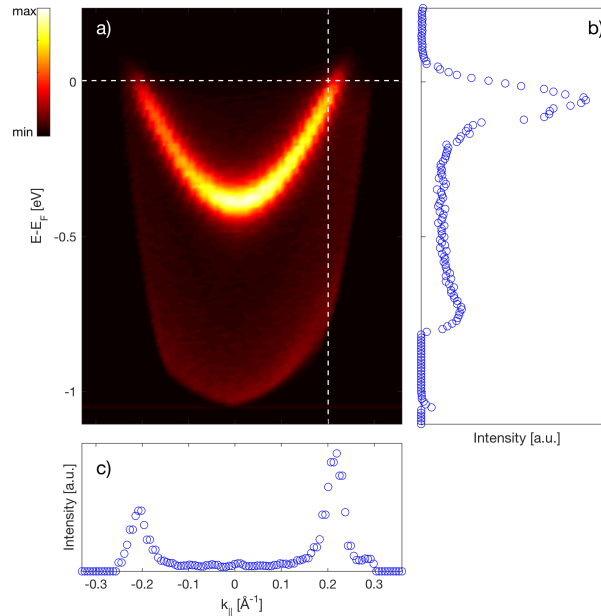 max
min
a)
b)
0
-0.5
-1
E-E_F [eV]
Intensity [a.u.]
c)
Intensity [a.u.]
-0.3 -0.2 -0.1 0 0.1 0.2 0.3
k_|| [Å⁻¹]